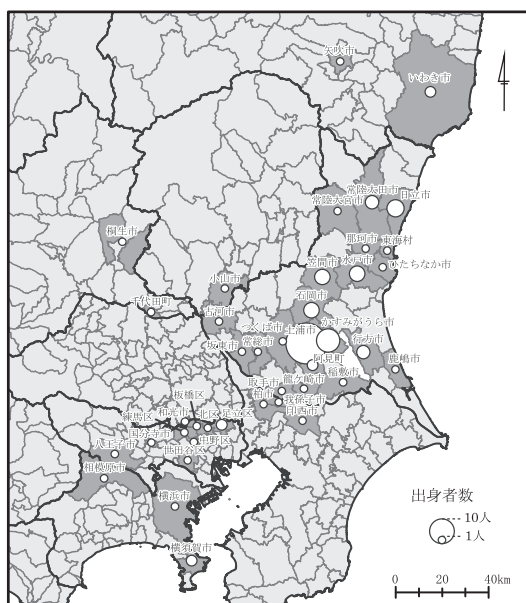 矢吹市
いわき市
常陸太田市
日立市
常陸大宮市
桐生市
那珂市
東海村
笠間市
水戸市
ひたちなか市
小山市
千代田町
石岡市
古河市
つくば市
土浦市
かすみがうら市
坂東市
常総市
阿見町
行方市
鹿嶋市
稲敷市
取手市
龍ケ崎市
柏市
我孫子市
印西市
板橋区
練馬区
和光市
北区
足立区
国分寺市
中野区
八王子市
世田谷区
相模原市
横浜市
横須賀市
出身者数
10人
1人
0
20
40km